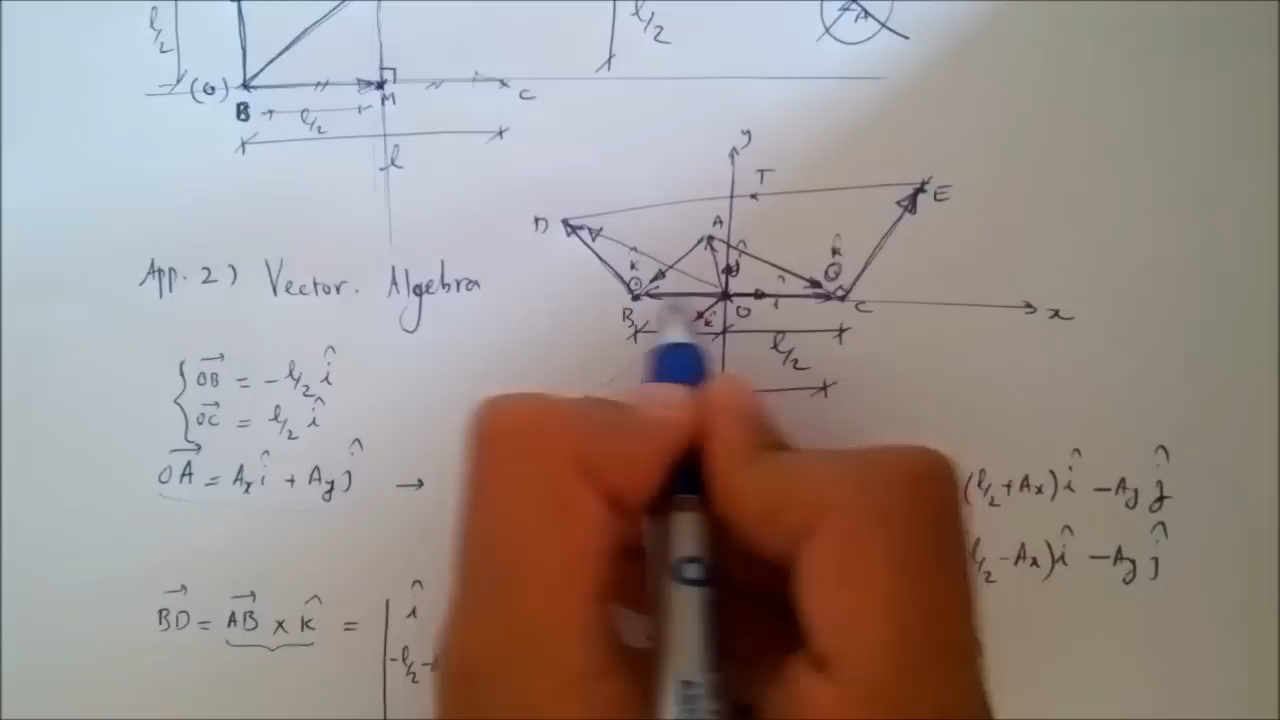 l/2
l/2
A
(O)
B
M
C
l/2
l
y
T
D
A
E
k̂
ĵ
k̂
î
B
k̂
O
C
x
l/2
App. 2) Vector. Algebra
OB⃗ = -l/2 î
OC⃗ = l/2 î
OA⃗ = Ax î + Ay ĵ →
(l/2 + Ax) î - Ay ĵ
l/2 - Ax) î - Ay ĵ
BD⃗ = AB⃗ x k̂ = | î
-l/2 -